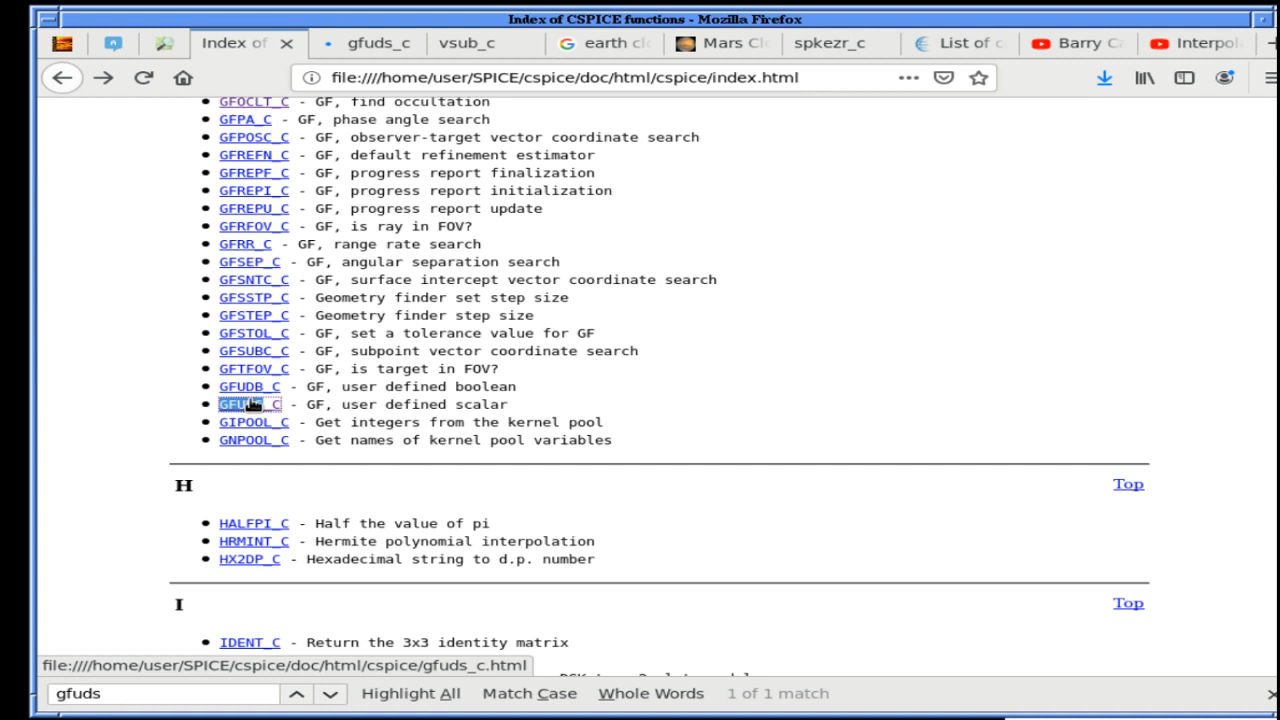 Index of CSPICE functions - Mozilla Firefox
Index of gfuds_c vsub_c earth cl Mars Cl spkezr_c List of c Barry Ca Interpol
file:////home/user/SPICE/cspice/doc/html/cspice/index.html
GFOCLT_C - GF, find occultation
GFPA_C - GF, phase angle search
GFPOSC_C - GF, observer-target vector coordinate search
GFREFN_C - GF, default refinement estimator
GFREPF_C - GF, progress report finalization
GFREPI_C - GF, progress report initialization
GFREPU_C - GF, progress report update
GFRFOV_C - GF, is ray in FOV?
GFRR_C - GF, range rate search
GFSEP_C - GF, angular separation search
GFSNTC_C - GF, surface intercept vector coordinate search
GFSSTP_C - Geometry finder set step size
GFSTEP_C - Geometry finder step size
GFSTOL_C - GF, set a tolerance value for GF
GFSUBC_C - GF, subpoint vector coordinate search
GFTFOV_C - GF, is target in FOV?
GFUDB_C - GF, user defined boolean
GFUDS_C - GF, user defined scalar
GIPOOL_C - Get integers from the kernel pool
GNPOOL_C - Get names of kernel pool variables
H Top
HALFPI_C - Half the value of pi
HRMINT_C - Hermite polynomial interpolation
HX2DP_C - Hexadecimal string to d.p. number
I Top
IDENT_C - Return the 3x3 identity matrix
file:////home/user/SPICE/cspice/doc/html/cspice/gfuds_c.html
gfuds Highlight All Match Case Whole Words 1 of 1 match